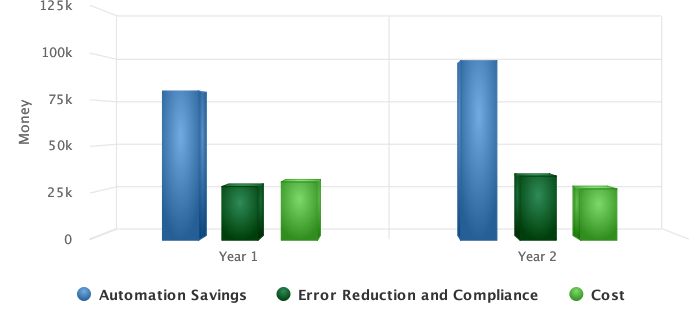 125k
100k
75k
50k
25k
0
Money
Year 1 Year 2
Automation Savings Error Reduction and Compliance Cost